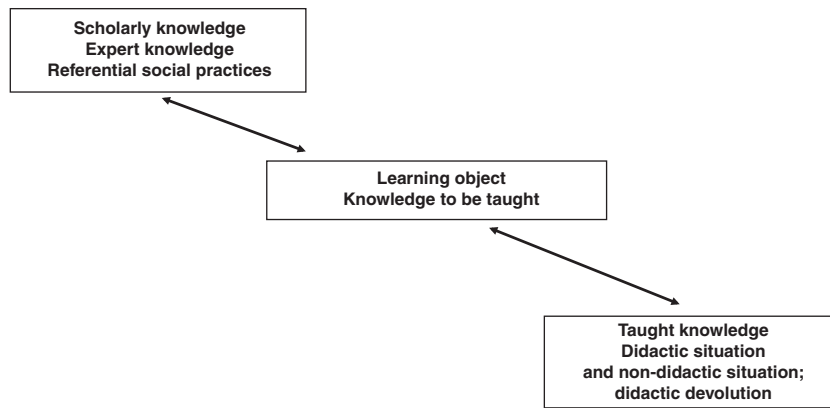 Scholarly knowledge
Expert knowledge
Referential social practices
Learning object
Knowledge to be taught
Taught knowledge
Didactic situation
and non-didactic situation;
didactic devolution